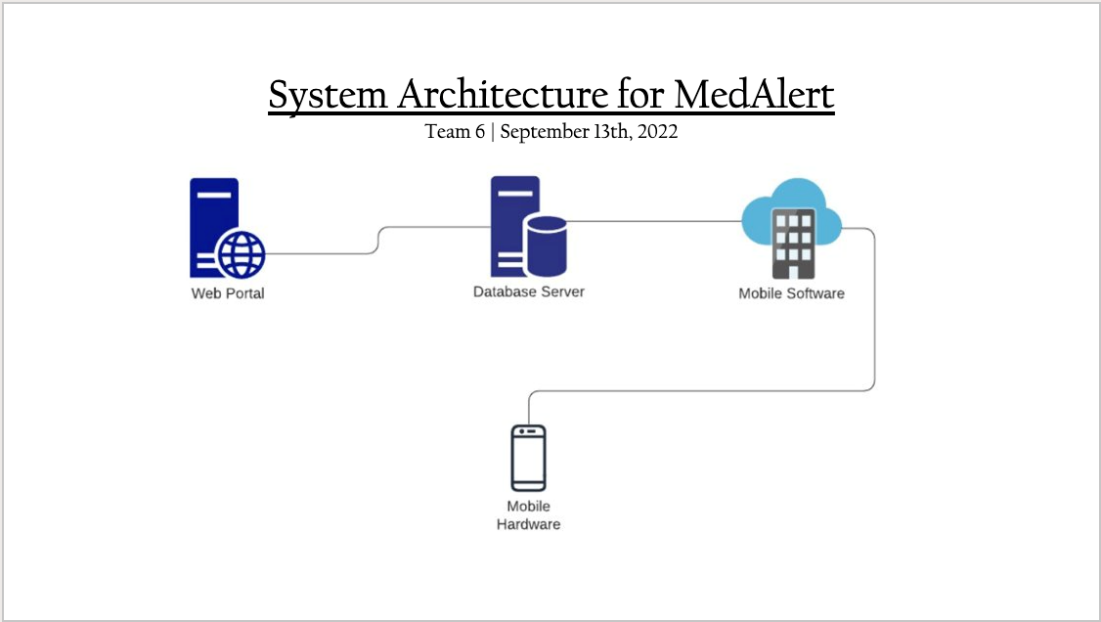 System Architecture for MedAlert
Team 6 | September 13th, 2022
Web Portal
Database Server
Mobile Software
Mobile
Hardware